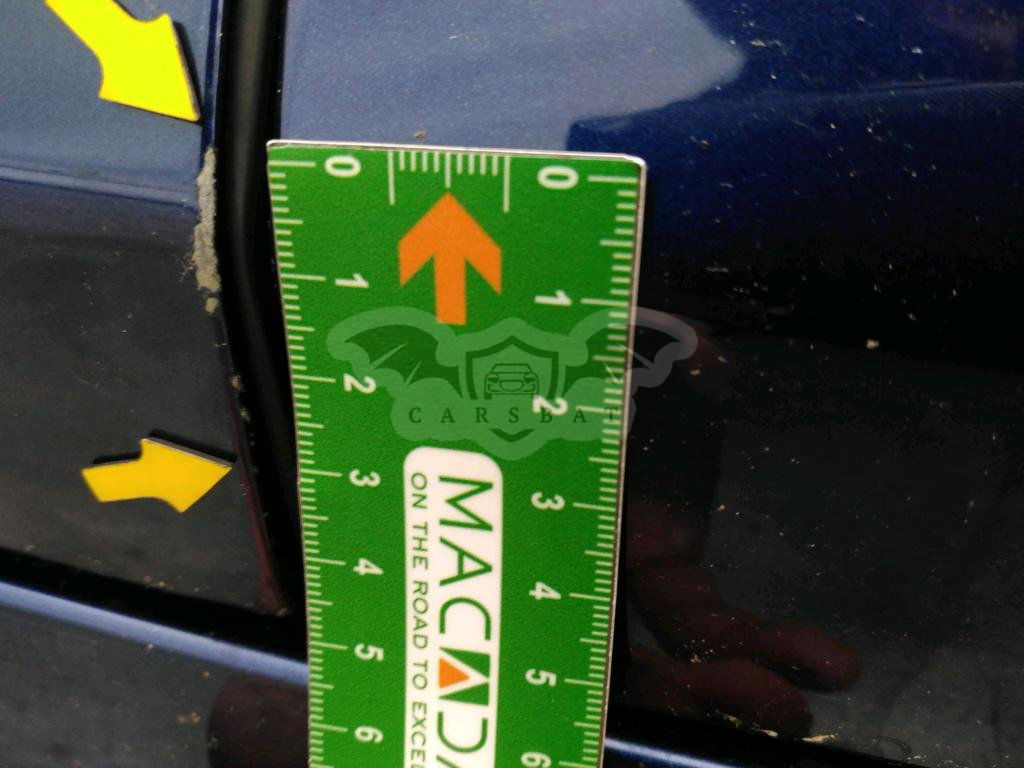 0 0
1 1
2 2
3 3
4 4
5 5
6 6
MACADA
ON THE ROAD TO EXCEL
CARSBAT